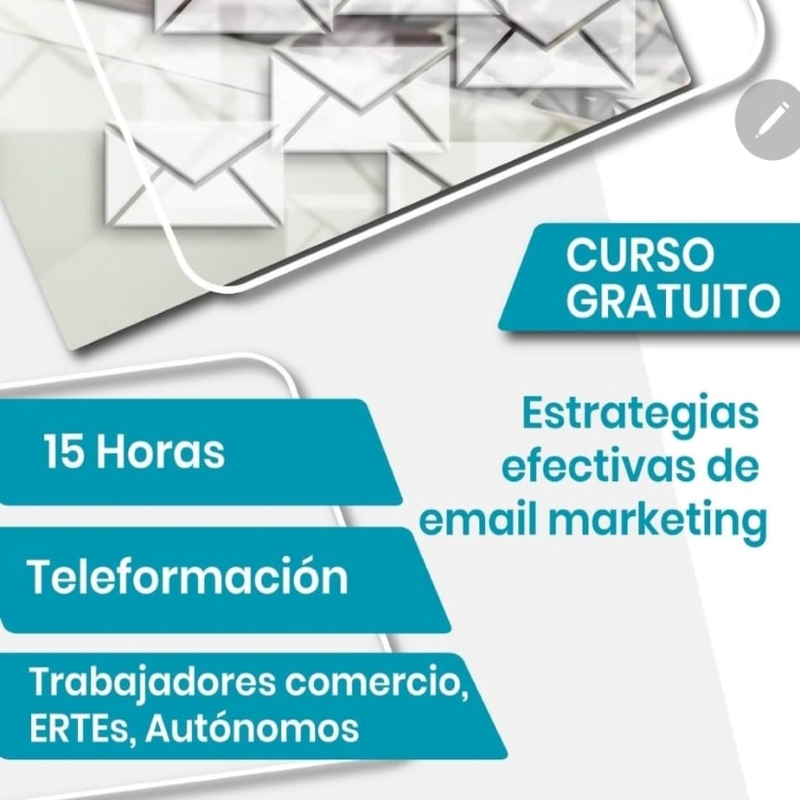 CURSO
GRATUITO
Estrategias
efectivas de
email marketing
15 Horas
Teleformación
Trabajadores comercio,
ERTEs, Autónomos